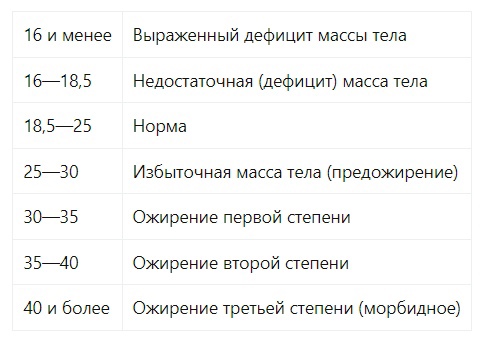 16 и менее Выраженный дефицит массы тела
16—18,5 Недостаточная (дефицит) масса тела
18,5—25 Норма
25—30 Избыточная масса тела (предожирение)
30—35 Ожирение первой степени
35—40 Ожирение второй степени
40 и более Ожирение третьей степени (морбидное)